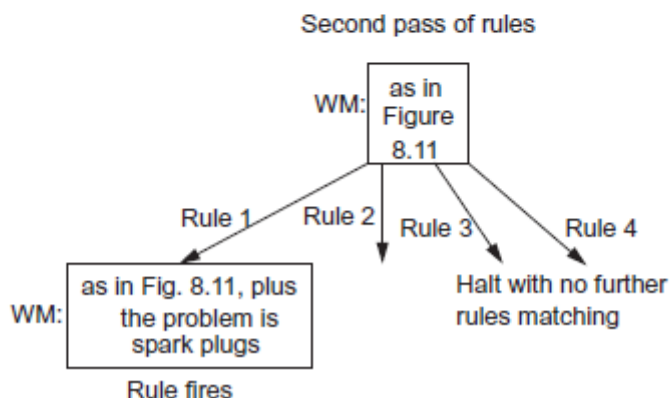 Second pass of rules
WM:
as in
Figure
8.11
Rule 1
Rule 2
Rule 3
Rule 4
WM:
as in Fig. 8.11, plus
the problem is
spark plugs
Halt with no further
rules matching
Rule fires